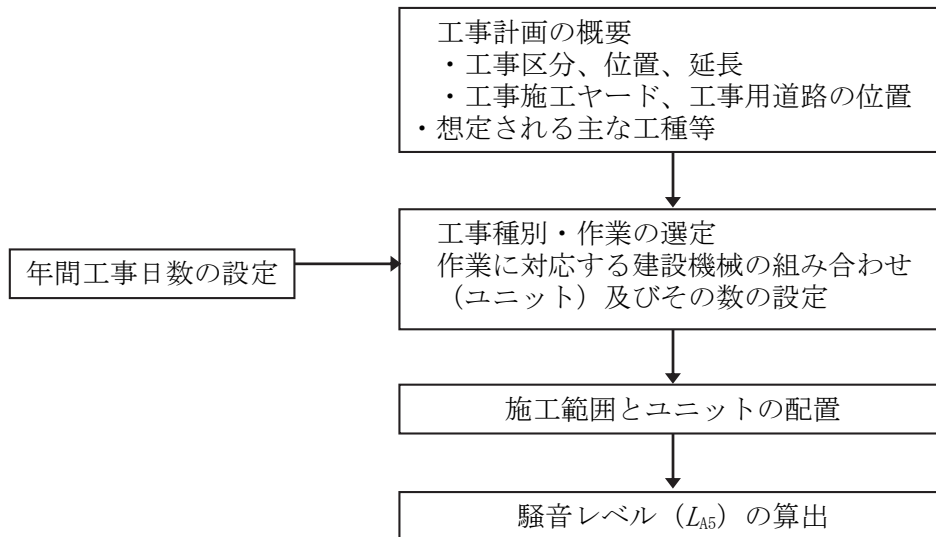 工事計画の概要
・工事区分、位置、延長
・工事施工ヤード、工事用道路の位置
・想定される主な工種等
年間工事日数の設定
工事種別・作業の選定
作業に対応する建設機械の組み合わせ
(ユニット)及びその数の設定
施工範囲とユニットの配置
騒音レベル(LA5)の算出